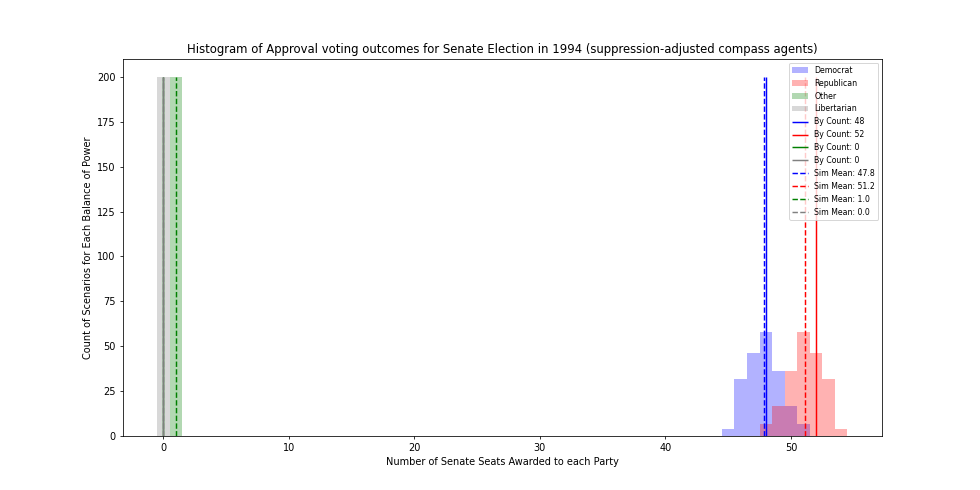 Histogram of Approval voting outcomes for Senate Election in 1994 (suppression-adjusted compass agents)
Count of Scenarios for Each Balance of Power
200
175
150
125
100
75
50
25
0
Democrat
Republican
Other
Libertarian
By Count: 48
By Count: 52
By Count: 0
By Count: 0
Sim Mean: 47.8
Sim Mean: 51.2
Sim Mean: 1.0
Sim Mean: 0.0
0 10 20 30 40 50
Number of Senate Seats Awarded to each Party